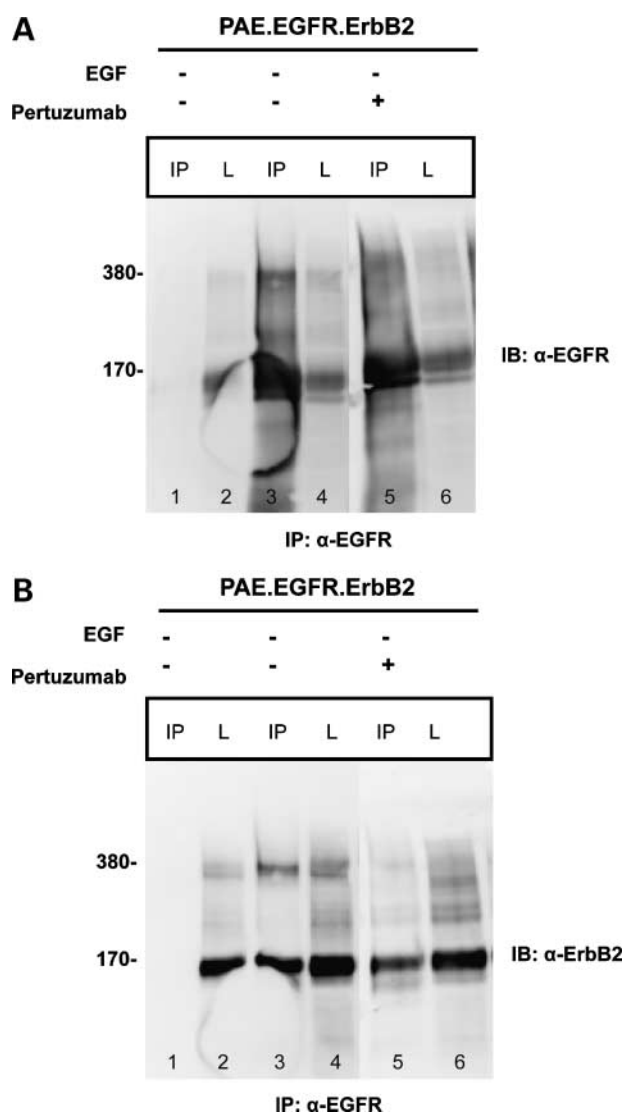 A
PAE.EGFR.ErbB2
EGF - - -
Pertuzumab - - +
IP L IP L IP L
380-
170-
IB: α-EGFR
1 2 3 4 5 6
IP: α-EGFR
B
PAE.EGFR.ErbB2
EGF - - -
Pertuzumab - - +
IP L IP L IP L
380-
170-
IB: α-ErbB2
1 2 3 4 5 6
IP: α-EGFR